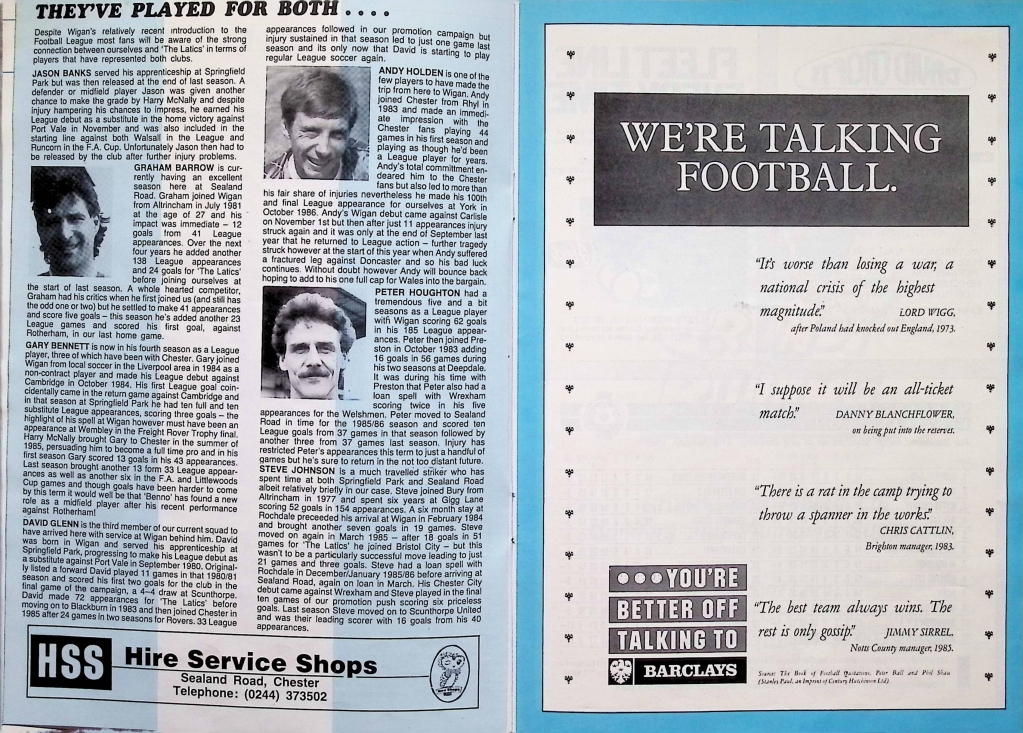 THEY'VE PLAYED FOR BOTH . . . .
Despite Wigan's relatively recent introduction to the
Football League most fans will be aware of the strong
connection between ourselves and 'The Latics' in terms of
players that have represented both clubs.
JASON BANKS served his apprenticeship at Springfield
Park but was then released at the end of last season. A
defender or midfield player Jason was given another
chance to make the grade by Harry McNally and despite
injury hampering his chances to impress, he earned his
League debut as a substitute in the home victory against
Port Vale in November and was also included in the
starting line against both Walsall in the League and
Runcorn in the F.A. Cup. Unfortunately Jason then had to
be released by the club after further injury problems.
GRAHAM BARROW is cur-
rently having an excellent
season here at Sealand
Road. Graham joined Wigan
from Altrincham in July 1981
at the age of 27 and his
impact was immediate – 12
goals from 41 League
appearances. Over the next
four years he added another
138 League appearances
and 24 goals for 'The Latics'
before joining ourselves at
the start of last season. A whole hearted competitor,
Graham had his critics when he first joined us (and still has
the odd one or two) but he settled to make 41 appearances
and score five goals – this season he's added another 23
League games and scored his first goal, against
Rotherham, in our last home game.
GARY BENNETT is now in his fourth season as a League
player, three of which have been with Chester. Gary joined
Wigan from local soccer in the Liverpool area in 1984 as a
non-contract player and made his League debut against
Cambridge in October 1984. His first League goal coin-
cidentally came in the return game against Cambridge and
in that season at Springfield Park he had ten full and ten
substitute League appearances, scoring three goals – the
highlight of his spell at Wigan however must have been an
appearance at Wembley in the Freight Rover Trophy final.
Harry McNally brought Gary to Chester in the summer of
1985, persuading him to become a full time pro and in his
first season Gary scored 13 goals in his 43 appearances.
Last season brought another 13 form 33 League appear-
ances as well as another six in the F.A. and Littlewoods
Cup games and though goals have been harder to come
by this term it would well be that 'Benno' has found a new
role as a midfield player after his recent performance
against Rotherham!
DAVID GLENN is the third member of our current squad to
have arrived here with service at Wigan behind him. David
was born in Wigan and served his apprenticeship at
Springfield Park, progressing to make his League debut as
a substitute against Port Vale in September 1980. Original-
ly listed a forward David played 11 games in that 1980/81
season and scored his first two goals for the club in the
final game of the campaign, a 4–4 draw at Scunthorpe.
David made 72 appearances for 'The Latics' before
moving on to Blackburn in 1983 and then joined Chester in
1985 after 24 games in two seasons for Rovers. 33 League
appearances followed in our promotion campaign but
injury sustained in that season led to just one game last
season and its only now that David is starting to play
regular League soccer again.
ANDY HOLDEN is one of the
few players to have made the
trip from here to Wigan. Andy
joined Chester from Rhyl in
1983 and made an immedi-
ate impression with the
Chester fans playing 44
games in his first season and
playing as though he'd been
a League player for years.
Andy's total committment en-
deared him to the Chester
fans but also led to more than
his fair share of injuries nevertheless he made his 100th
and final League appearance for ourselves at York in
October 1986. Andy's Wigan debut came against Carlisle
on November 1st but then after just 11 appearances injury
struck again and it was only at the end of September last
year that he returned to League action – further tragedy
struck however at the start of this year when Andy suffered
a fractured leg against Doncaster and so his bad luck
continues. Without doubt however Andy will bounce back
hoping to add to his one full cap for Wales into the bargain.
PETER HOUGHTON had a
tremendous five and a bit
seasons as a League player
with Wigan scoring 62 goals
in his 185 League appear-
ances. Peter then joined Pre-
ston in October 1983 adding
16 goals in 56 games during
his two seasons at Deepdale.
It was during his time with
Preston that Peter also had a
loan spell with Wrexham
scoring twice in his five
appearances for the Welshmen. Peter moved to Sealand
Road in time for the 1985/86 season and scored ten
League goals from 37 games in that season followed by
another three from 37 games last season. Injury has
restricted Peter's appearances this term to just a handful of
games but he's sure to return in the not too distant future.
STEVE JOHNSON is a much travelled striker who has
spent time at both Springfield Park and Sealand Road
albeit relatively briefly in our case. Steve joined Bury from
Altrincham in 1977 and spent six years at Gigg Lane
scoring 52 goals in 154 appearances. A six month stay at
Rochdale preceeded his arrival at Wigan in February 1984
and brought another seven goals in 19 games. Steve
moved on again in March 1985 – after 18 goals in 51
games for 'The Latics' he joined Bristol City – but this
wasn't to be a particularly successful move leading to just
21 games and three goals. Steve had a loan spell with
Rochdale in December/January 1985/86 before arriving at
Sealand Road, again on loan in March. His Chester City
debut came against Wrexham and Steve played in the final
ten games of our promotion push scoring six priceless
goals. Last season Steve moved on to Scunthorpe United
and was their leading scorer with 16 goals from his 40
appearances.
HSS Hire Service Shops
Sealand Road, Chester
Telephone: (0244) 373502
WE'RE TALKING
FOOTBALL.
"It's worse than losing a war, a
national crisis of the highest
magnitude." LORD WIGG,
after Poland had knocked out England, 1973.
"I suppose it will be an all-ticket
match." DANNY BLANCHFLOWER,
on being put into the reserves.
"There is a rat in the camp trying to
throw a spanner in the works."
CHRIS CATTLIN,
Brighton manager, 1983.
"The best team always wins. The
rest is only gossip." JIMMY SIRREL,
Notts County manager, 1985.
●●●YOU'RE
BETTER OFF
TALKING TO
BARCLAYS
Source: The Book of Football Quotations, Peter Ball and Phil Shaw
(Stanley Paul, an Imprint of Century Hutchinson Ltd).